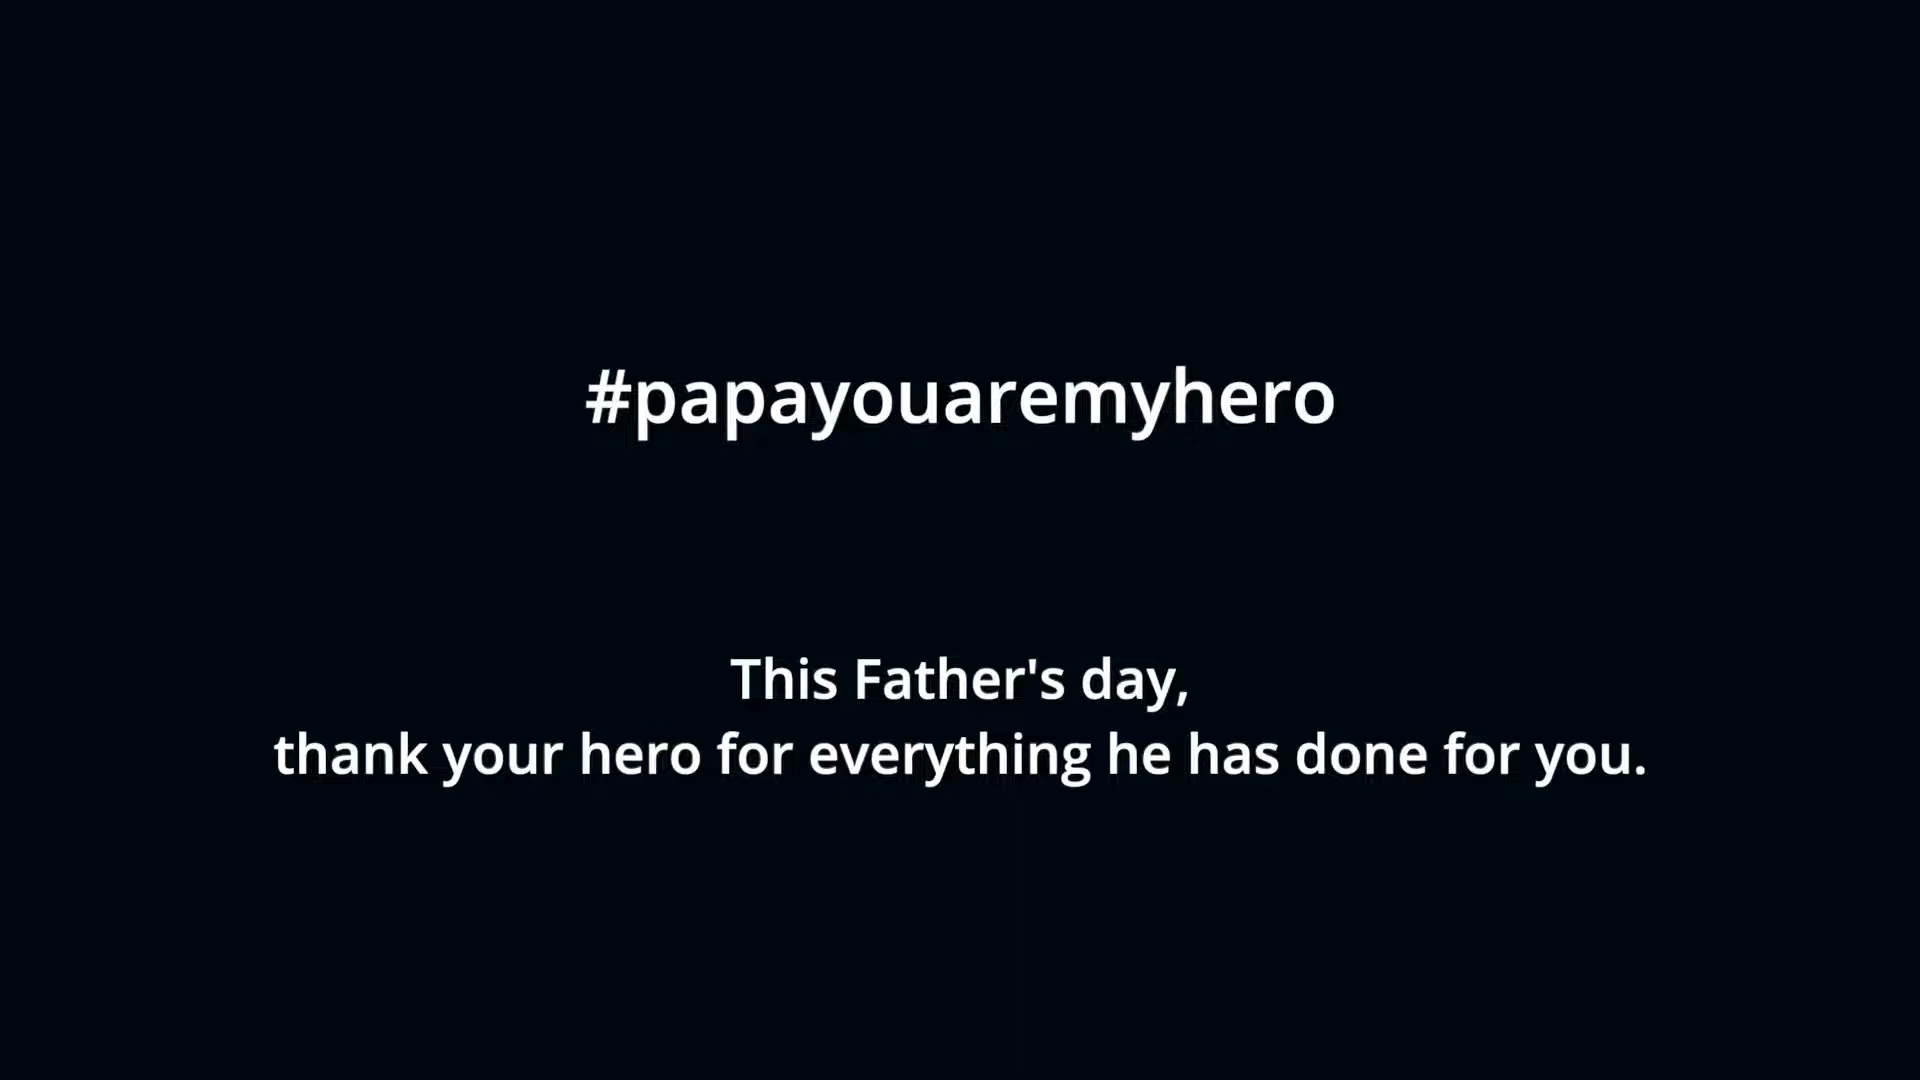 #papayouaremyhero
This Father's day,
thank your hero for everything he has done for you.